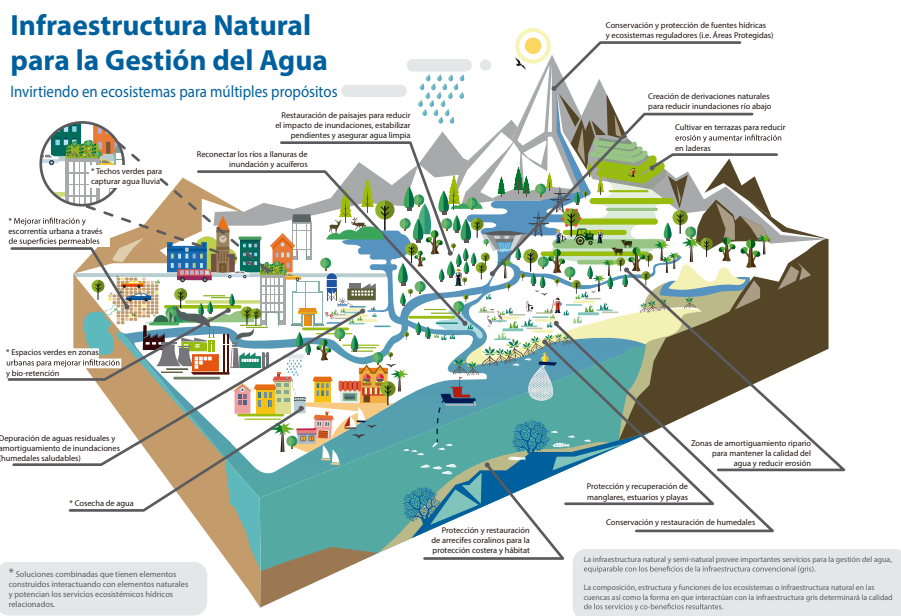 Infraestructura Natural
para la Gestión del Agua
Invirtiendo en ecosistemas para múltiples propósitos
Conservación y protección de fuentes hídricas
y ecosistemas reguladores (i.e. Áreas Protegidas)
Creación de derivaciones naturales
para reducir inundaciones río abajo
Cultivar en terrazas para reducir
erosión y aumentar infiltración
en laderas
Restauración de paisajes para reducir
el impacto de inundaciones, estabilizar
pendientes y asegurar agua limpia
Reconectar los ríos a llanuras de
inundación y acuíferos
* Techos verdes para
capturar agua lluvia
* Mejorar infiltración y
escorrentía urbana a través
de superficies permeables
* Espacios verdes en zonas
urbanas para mejorar infiltración
y bio-retención
Depuración de aguas residuales y
amortiguamiento de inundaciones
(humedales saludables)
* Cosecha de agua
Protección y restauración
de arrecifes coralinos para la
protección costera y hábitat
Zonas de amortiguamiento ripario
para mantener la calidad del
agua y reducir erosión
Protección y recuperación de
manglares, estuarios y playas
Conservación y restauración de humedales
* Soluciones combinadas que tienen elementos
construidos interactuando con elementos naturales
y potencian los servicios ecosistémicos hídricos
relacionados.
La infraestructura natural y semi-natural provee importantes servicios para la gestión del agua,
equiparable con los beneficios de la infraestructura convencional (gris).
La composición, estructura y funciones de los ecosistemas o infraestructura natural en las
cuencas así como la forma en que interactúan con la infraestructura gris determinará la calidad
de los servicios y co-beneficios resultantes.